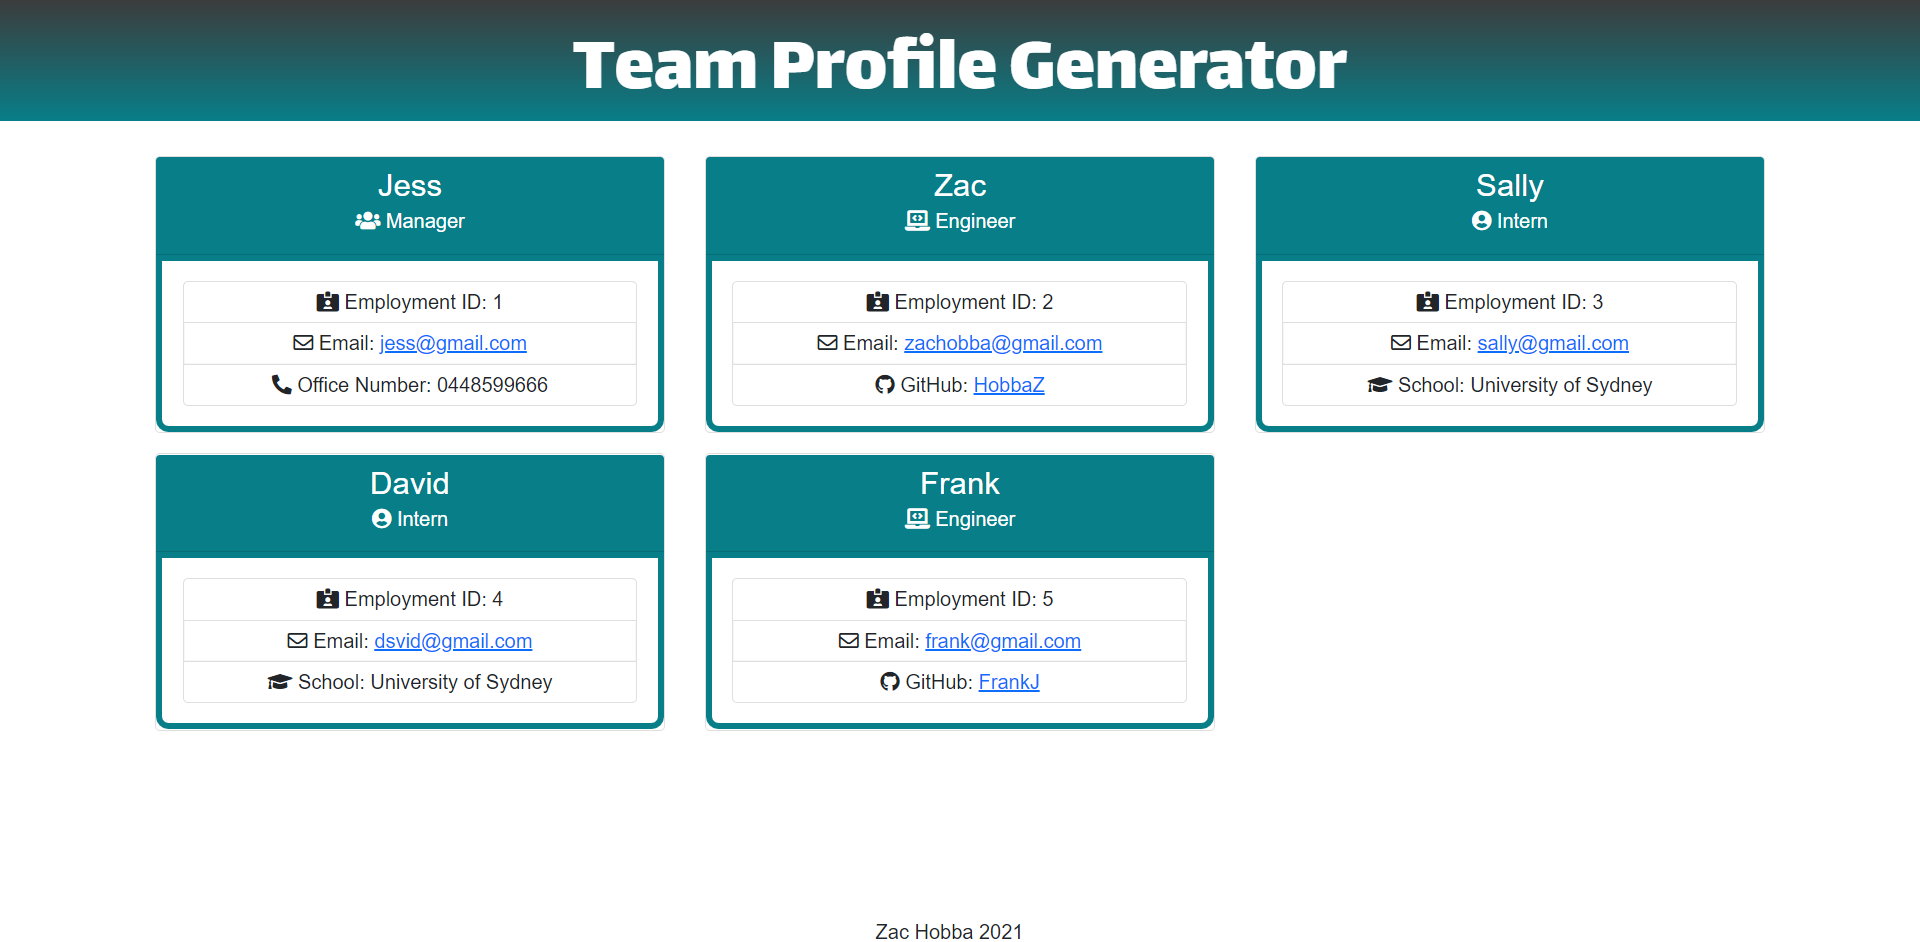 Team Profile Generator
Jess
Manager
Employment ID: 1
Email: jess@gmail.com
Office Number: 0448599666
Zac
Engineer
Employment ID: 2
Email: zachobba@gmail.com
GitHub: HobbaZ
Sally
Intern
Employment ID: 3
Email: sally@gmail.com
School: University of Sydney
David
Intern
Employment ID: 4
Email: dsvid@gmail.com
School: University of Sydney
Frank
Engineer
Employment ID: 5
Email: frank@gmail.com
GitHub: FrankJ
Zac Hobba 2021